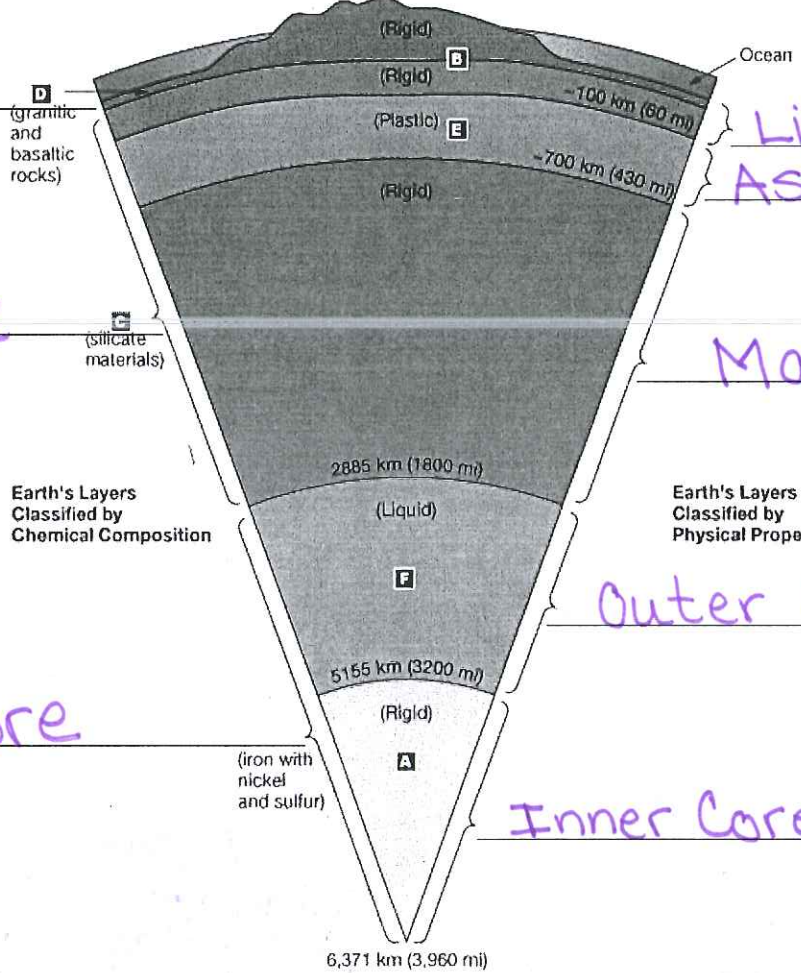 (Rigid)
B
Ocean
(Rigid)
D
(granitic
and
basaltic
rocks)
~100 km (60 mi)
(Plastic)
E
Li
~700 km (430 mi)
As
(Rigid)
(silicate
materials)
Mo
2885 km (1800 mi)
Earth's Layers
Classified by
Chemical Composition
(Liquid)
Earth's Layers
Classified by
Physical Prope
F
Outer
5155 km (3200 mi)
(Rigid)
ore
A
(iron with
nickel
and sulfur)
Inner Core
6,371 km (3,960 mi)